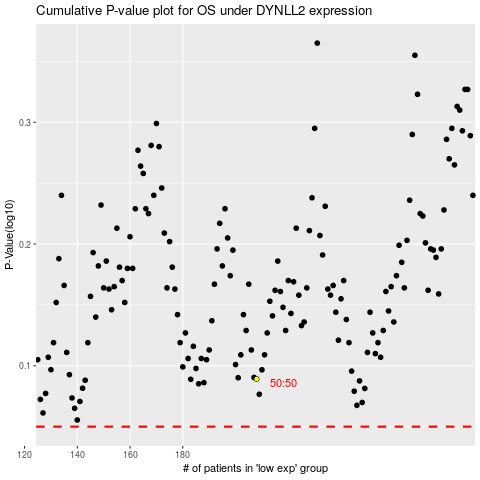 Cumulative P-value plot for OS under DYNLL2 expression
P-Value(log10)
0.3
0.2
0.1
50:50
120 140 160 180
# of patients in 'low exp' group